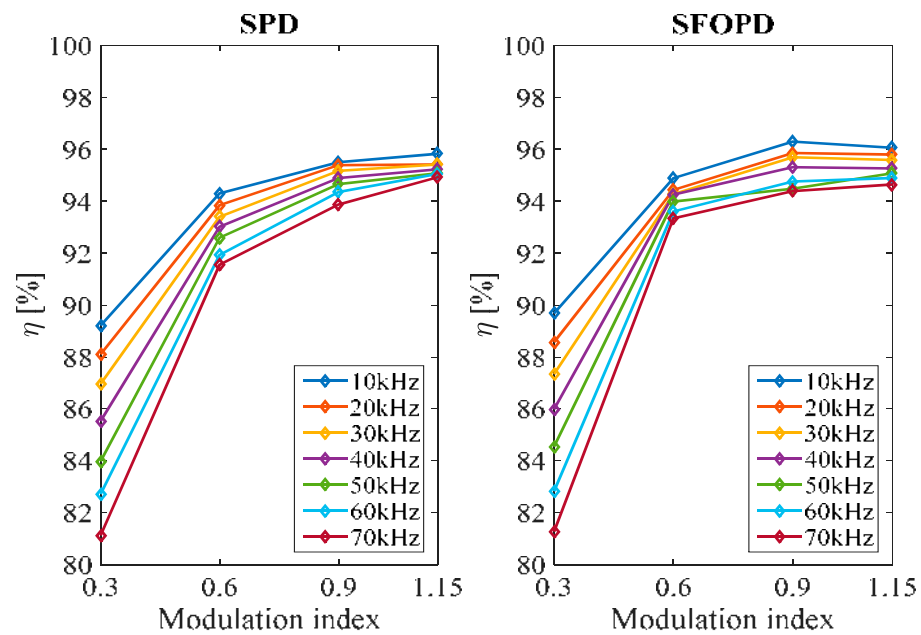 SPD
100
98
96
94
92
90
88
86
84
82
80
η [%]
10kHz
20kHz
30kHz
40kHz
50kHz
60kHz
70kHz
0.3 0.6 0.9 1.15
Modulation index
SFOPD
100
98
96
94
92
90
88
86
84
82
80
η [%]
10kHz
20kHz
30kHz
40kHz
50kHz
60kHz
70kHz
0.3 0.6 0.9 1.15
Modulation index